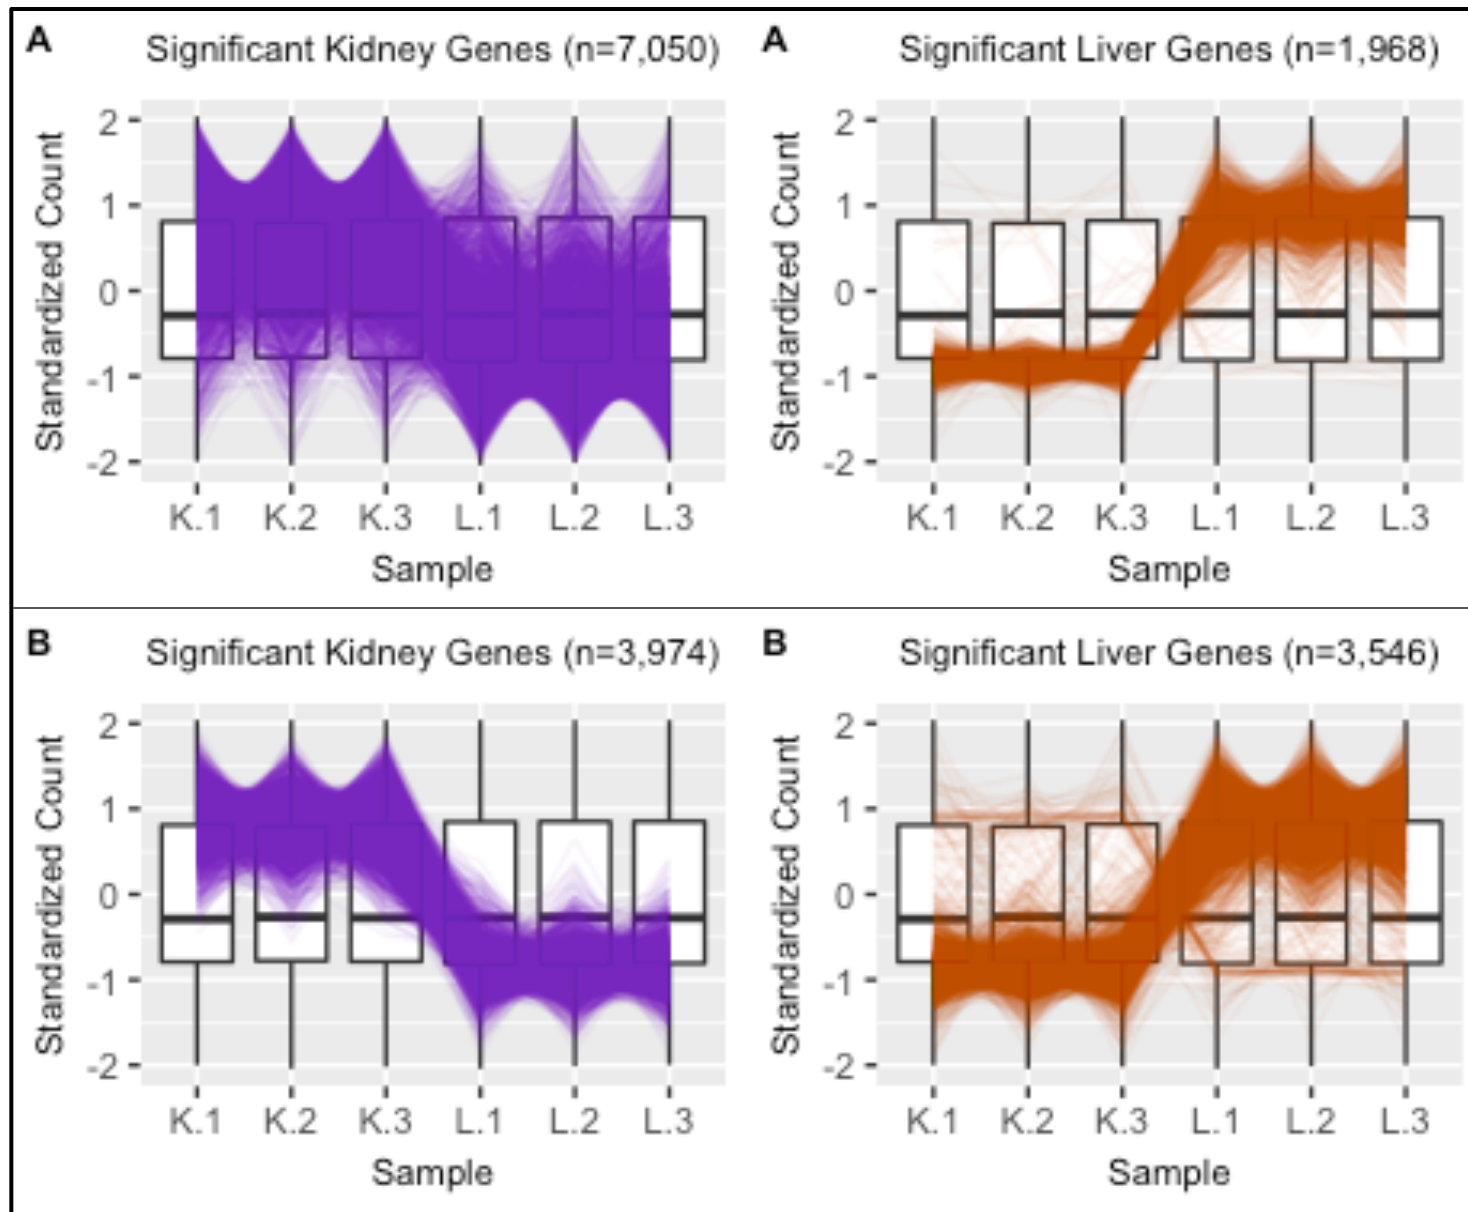 A Significant Kidney Genes (n=7,050)
Standardized Count
2
1
0
-1
-2
K.1 K.2 K.3 L.1 L.2 L.3
Sample
A Significant Liver Genes (n=1,968)
Standardized Count
2
1
0
-1
-2
K.1 K.2 K.3 L.1 L.2 L.3
Sample
B Significant Kidney Genes (n=3,974)
Standardized Count
2
1
0
-1
-2
K.1 K.2 K.3 L.1 L.2 L.3
Sample
B Significant Liver Genes (n=3,546)
Standardized Count
2
1
0
-1
-2
K.1 K.2 K.3 L.1 L.2 L.3
Sample